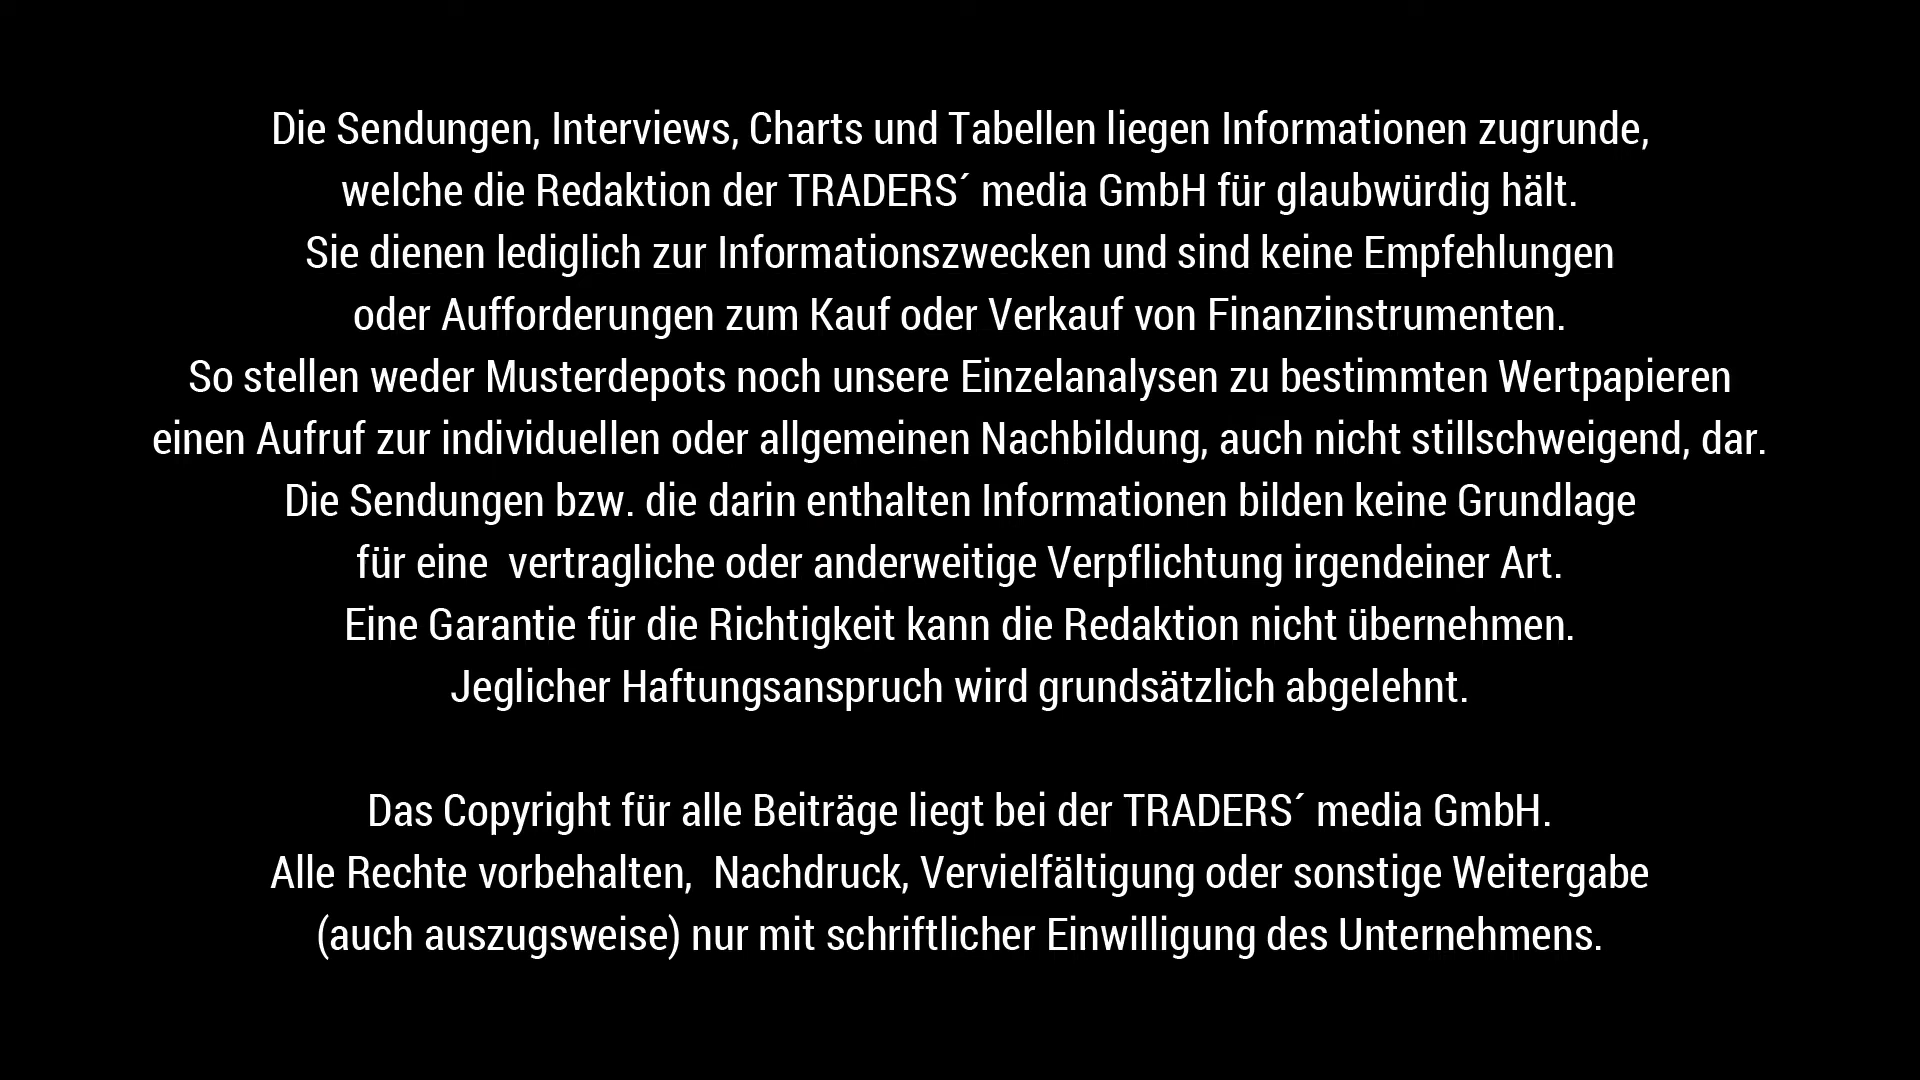 Die Sendungen, Interviews, Charts und Tabellen liegen Informationen zugrunde,
welche die Redaktion der TRADERS´ media GmbH für glaubwürdig hält.
Sie dienen lediglich zur Informationszwecken und sind keine Empfehlungen
oder Aufforderungen zum Kauf oder Verkauf von Finanzinstrumenten.
So stellen weder Musterdepots noch unsere Einzelanalysen zu bestimmten Wertpapieren
einen Aufruf zur individuellen oder allgemeinen Nachbildung, auch nicht stillschweigend, dar.
Die Sendungen bzw. die darin enthalten Informationen bilden keine Grundlage
für eine  vertragliche oder anderweitige Verpflichtung irgendeiner Art.
Eine Garantie für die Richtigkeit kann die Redaktion nicht übernehmen.
Jeglicher Haftungsanspruch wird grundsätzlich abgelehnt.
Das Copyright für alle Beiträge liegt bei der TRADERS´ media GmbH.
Alle Rechte vorbehalten,  Nachdruck, Vervielfältigung oder sonstige Weitergabe
(auch auszugsweise) nur mit schriftlicher Einwilligung des Unternehmens.